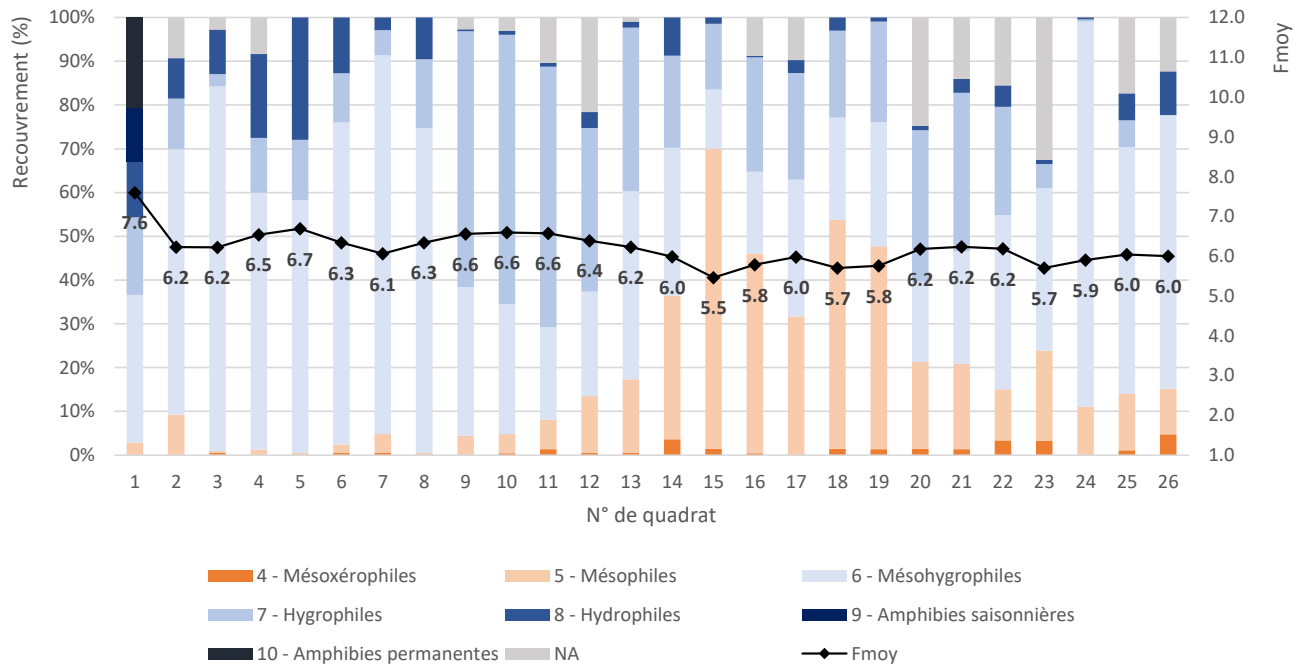 100%
90%
80%
70%
60%
50%
40%
30%
20%
10%
0%
Recouvrement (%)
12.0
11.0
10.0
9.0
8.0
7.0
6.0
5.0
4.0
3.0
2.0
1.0
Fmoy
7.6 6.2 6.2 6.5 6.7 6.3 6.1 6.3 6.6 6.6 6.6 6.4 6.2 6.0 5.5 5.8 6.0 5.7 5.8 6.2 6.2 6.2 5.7 5.9 6.0 6.0
1 2 3 4 5 6 7 8 9 10 11 12 13 14 15 16 17 18 19 20 21 22 23 24 25 26
N° de quadrat
4 - Mésoxérophiles 5 - Mésophiles 6 - Mésohygrophiles
7 - Hygrophiles 8 - Hydrophiles 9 - Amphibies saisonnières
10 - Amphibies permanentes NA Fmoy